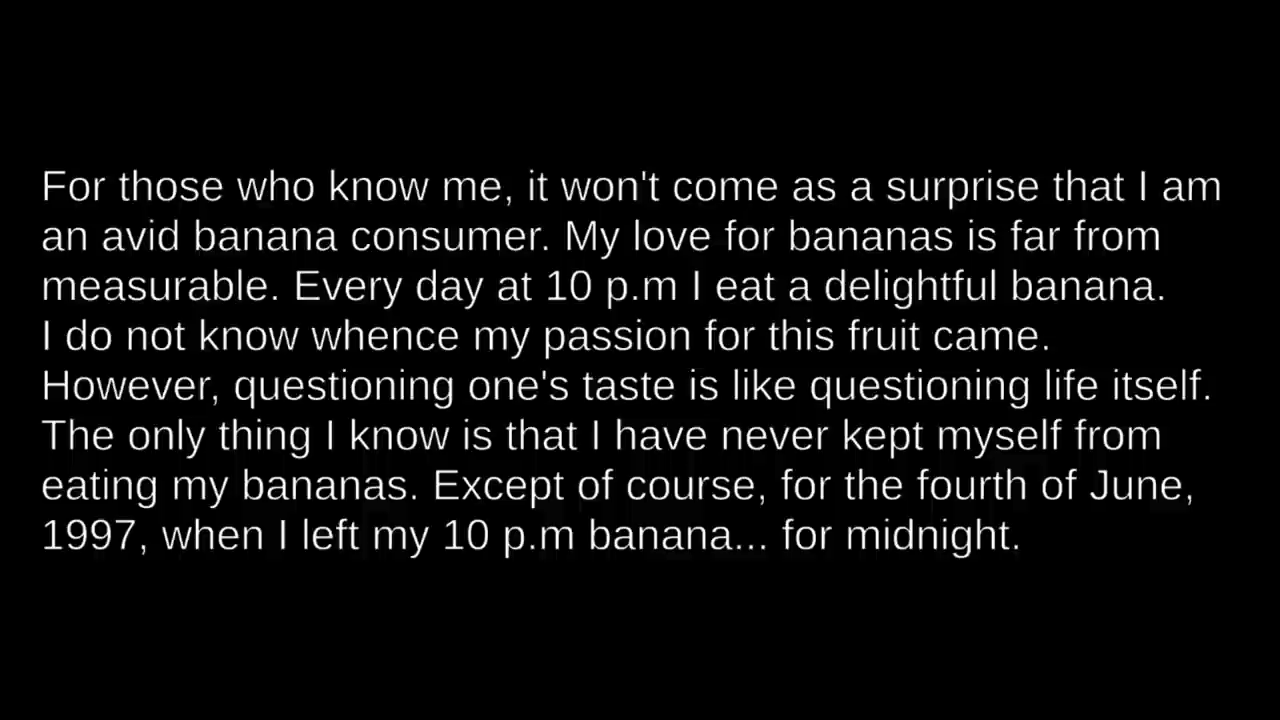 For those who know me, it won't come as a surprise that I am
an avid banana consumer. My love for bananas is far from
measurable. Every day at 10 p.m I eat a delightful banana.
I do not know whence my passion for this fruit came.
However, questioning one's taste is like questioning life itself.
The only thing I know is that I have never kept myself from
eating my bananas. Except of course, for the fourth of June,
1997, when I left my 10 p.m banana... for midnight.